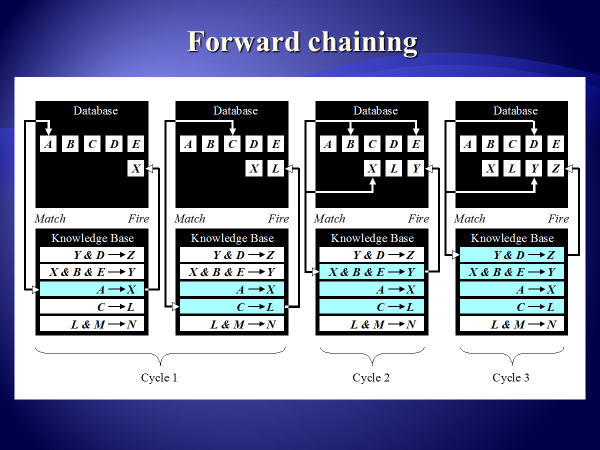 Forward chaining
Database
A B C D E
X
Match Fire
Knowledge Base
Y & D → Z
X & B & E → Y
A → X
C → L
L & M → N
Database
A B C D E
X L
Match Fire
Knowledge Base
Y & D → Z
X & B & E → Y
A → X
C → L
L & M → N
Cycle 1
Database
A B C D E
X L Y
Match Fire
Knowledge Base
Y & D → Z
X & B & E → Y
A → X
C → L
L & M → N
Cycle 2
Database
A B C D E
X L Y Z
Match Fire
Knowledge Base
Y & D → Z
X & B & E → Y
A → X
C → L
L & M → N
Cycle 3